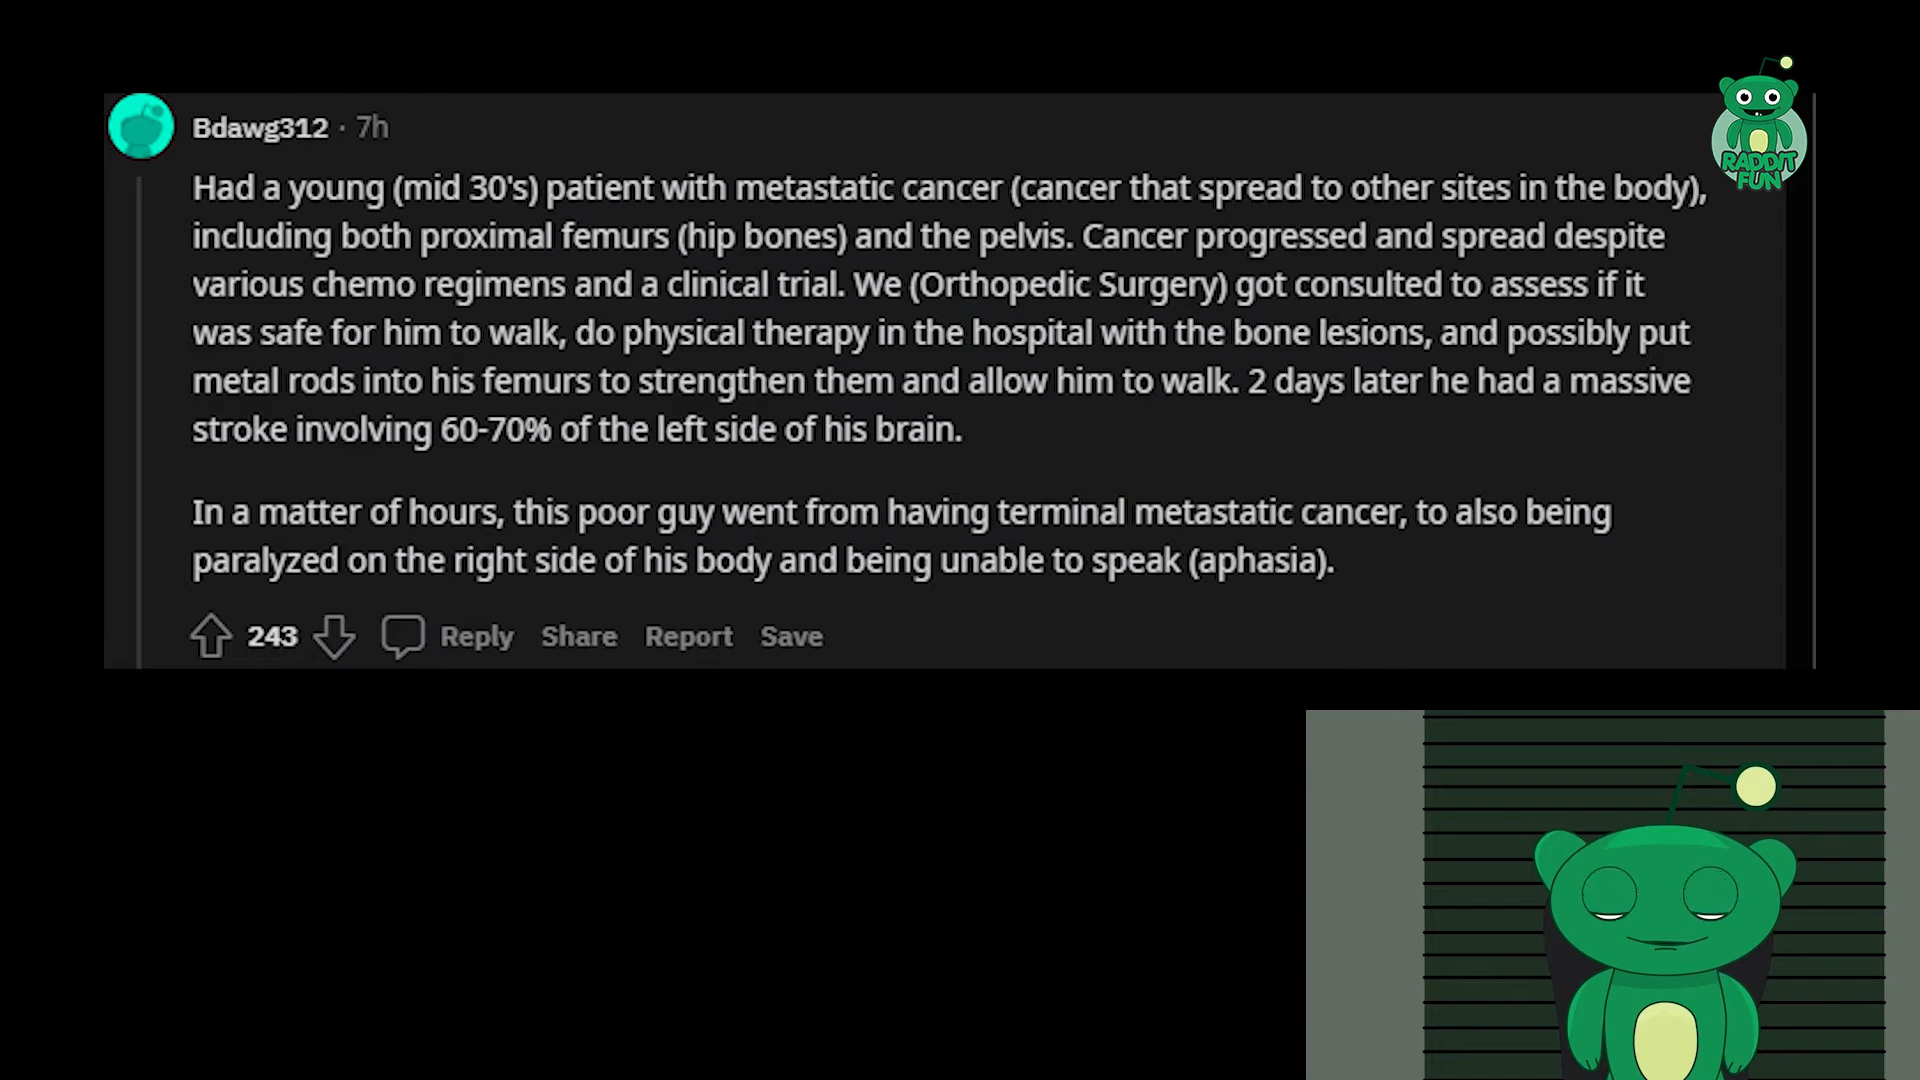 Bdawg312 · 7h
RADDIT
FUN
Had a young (mid 30's) patient with metastatic cancer (cancer that spread to other sites in the body),
including both proximal femurs (hip bones) and the pelvis. Cancer progressed and spread despite
various chemo regimens and a clinical trial. We (Orthopedic Surgery) got consulted to assess if it
was safe for him to walk, do physical therapy in the hospital with the bone lesions, and possibly put
metal rods into his femurs to strengthen them and allow him to walk. 2 days later he had a massive
stroke involving 60-70% of the left side of his brain.
In a matter of hours, this poor guy went from having terminal metastatic cancer, to also being
paralyzed on the right side of his body and being unable to speak (aphasia).
243 Reply Share Report Save